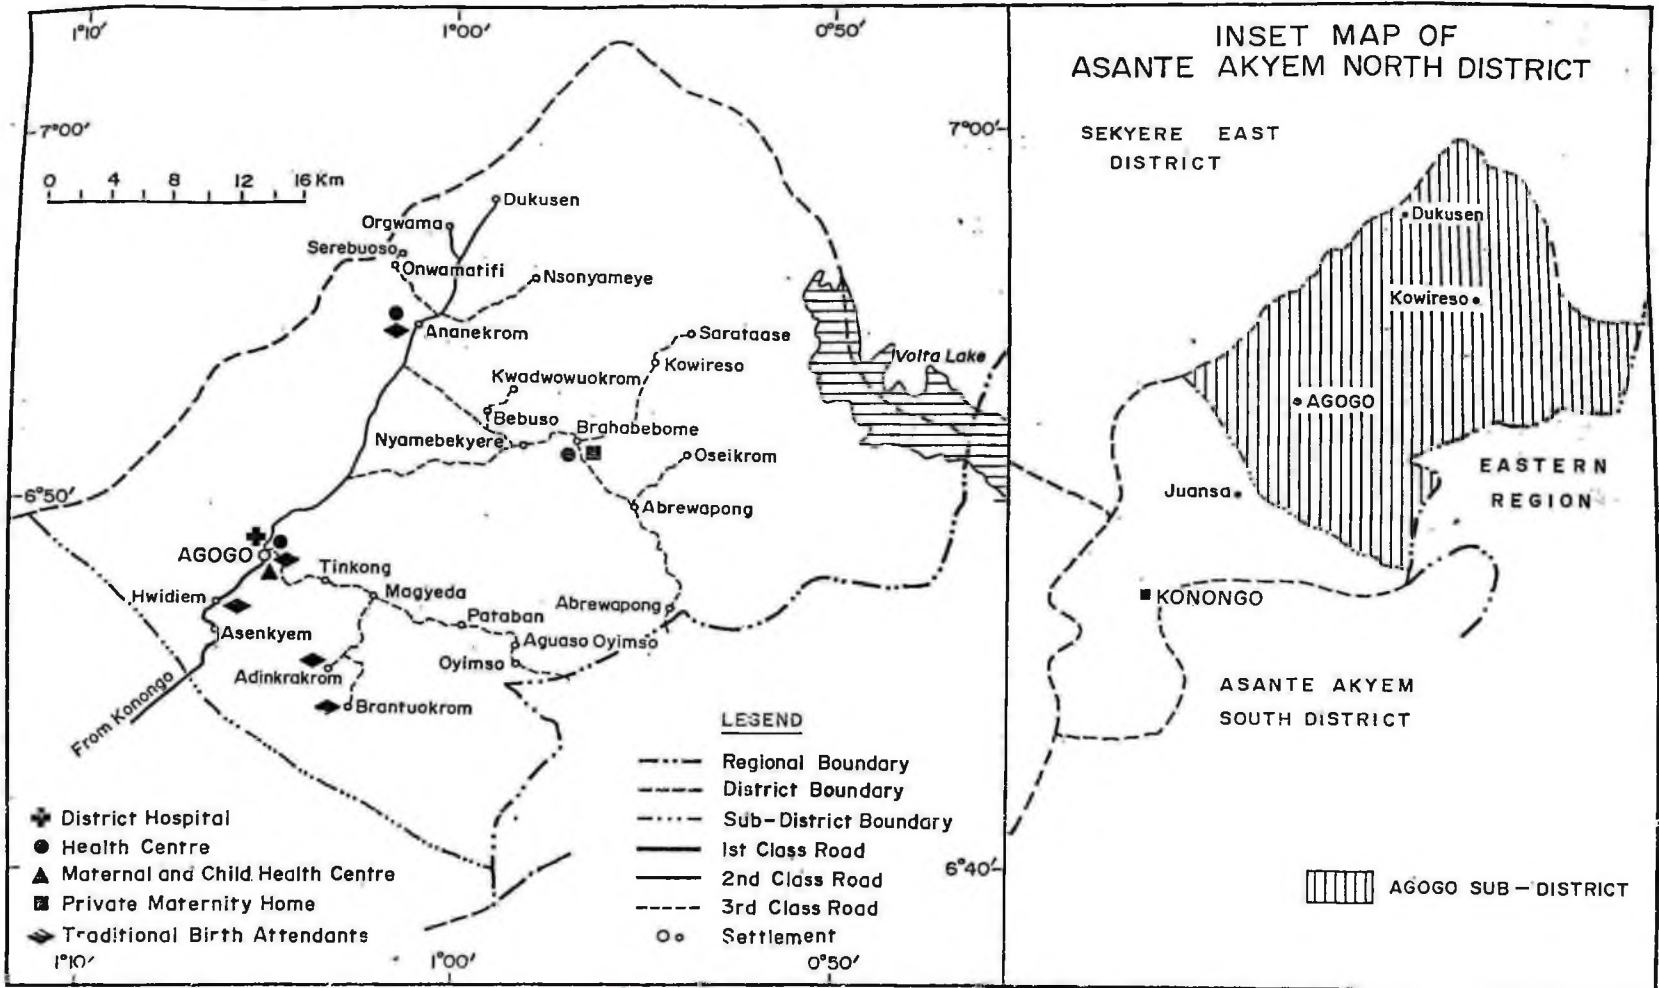 1°10′
1°00′
0°50′
7°00′
7°00′
0 4 8 12 16 Km
Dukusen
Orgwama
Serebuoso
Onwamatifi
Nsonyameye
Ananekrom
Sarataase
Kowireso
Volta Lake
Kwadwowuokrom
Bebuso
Brahabebome
Nyamebekyere
Oseikrom
6°50′
Abrewapong
AGOGO
Tinkong
Hwidiem
Magyeda
Abrewapong
Pataban
Asenkyem
Aguaso Oyimso
Oyimso
Adinkrakrom
Brantuokrom
From Konongo
LEGEND
Regional Boundary
District Boundary
Sub-District Boundary
1st Class Road
2nd Class Road
3rd Class Road
Settlement
District Hospital
Health Centre
Maternal and Child Health Centre
Private Maternity Home
Traditional Birth Attendants
6°40′
1°10′
1°00′
0°50′
INSET MAP OF
ASANTE AKYEM NORTH DISTRICT
SEKYERE EAST
DISTRICT
Dukusen
Kowireso
AGOGO
Juansa
EASTERN
REGION
KONONGO
ASANTE AKYEM
SOUTH DISTRICT
AGOGO SUB-DISTRICT